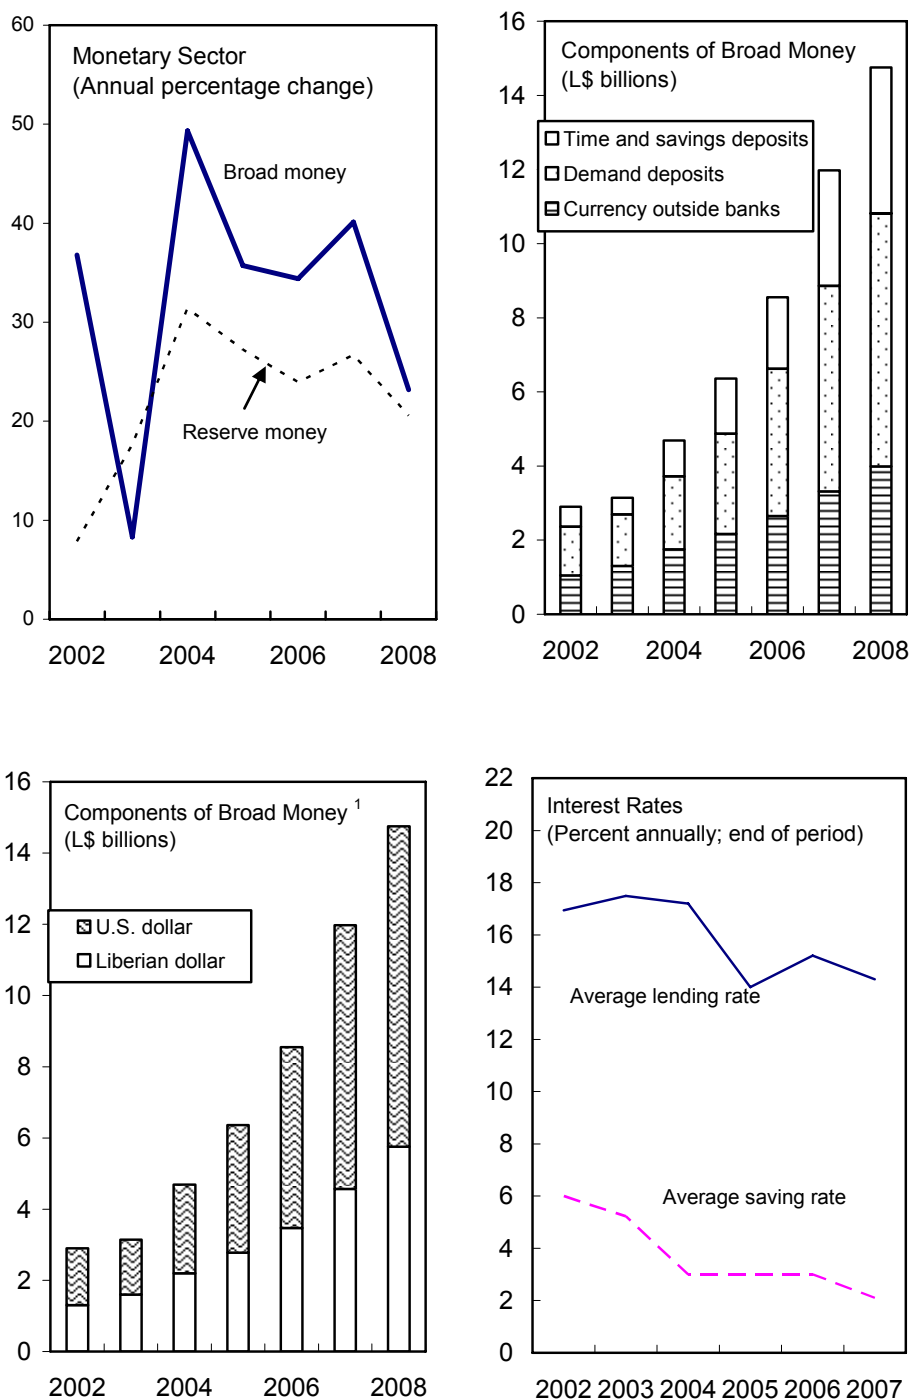 60
50
40
30
20
10
0
Monetary Sector
(Annual percentage change)
Broad money
Reserve money
2002 2004 2006 2008
16
14
12
10
8
6
4
2
0
Components of Broad Money
(L$ billions)
Time and savings deposits
Demand deposits
Currency outside banks
2002 2004 2006 2008
16
14
12
10
8
6
4
2
0
Components of Broad Money 1
(L$ billions)
U.S. dollar
Liberian dollar
2002 2004 2006 2008
22
20
18
16
14
12
10
8
6
4
2
0
Interest Rates
(Percent annually; end of period)
Average lending rate
Average saving rate
2002 2003 2004 2005 2006 2007